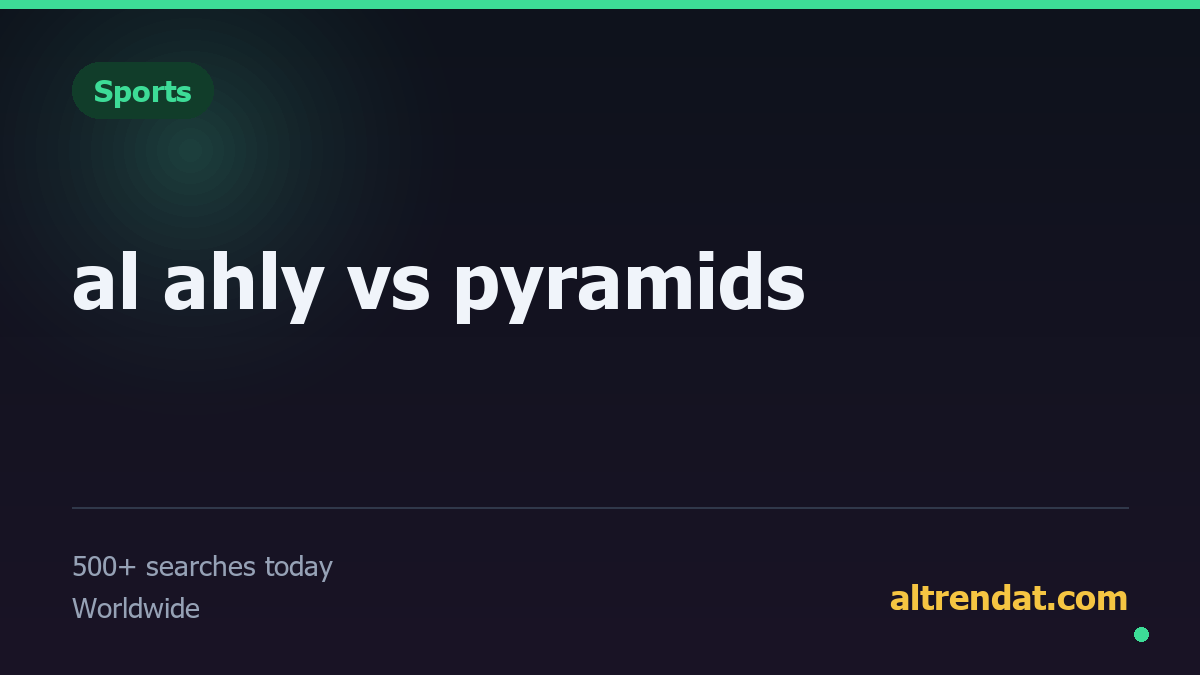 Sports
al ahly vs pyramids
500+ searches today
Worldwide
altrendat.com